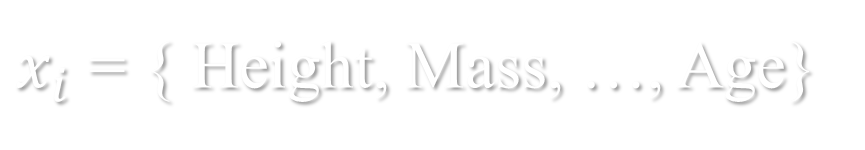 xᵢ = { Height, Mass, …, Age}